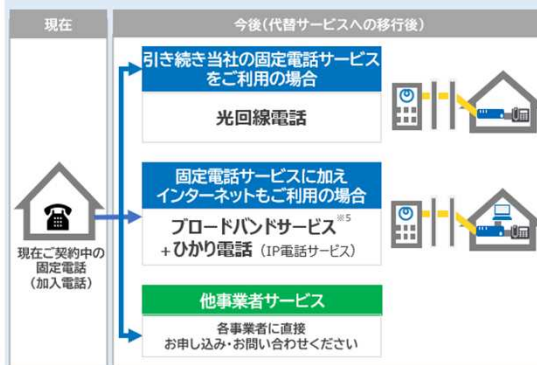 現在
今後(代替サービスへの移行後)
引き続き当社の固定電話サービス
をご利用の場合
光回線電話
固定電話サービスに加え
インターネットもご利用の場合
ブロードバンドサービス※5
+ひかり電話（IP電話サービス）
現在ご契約中の
固定電話
(加入電話)
他事業者サービス
各事業者に直接
お申し込み・お問い合わせください